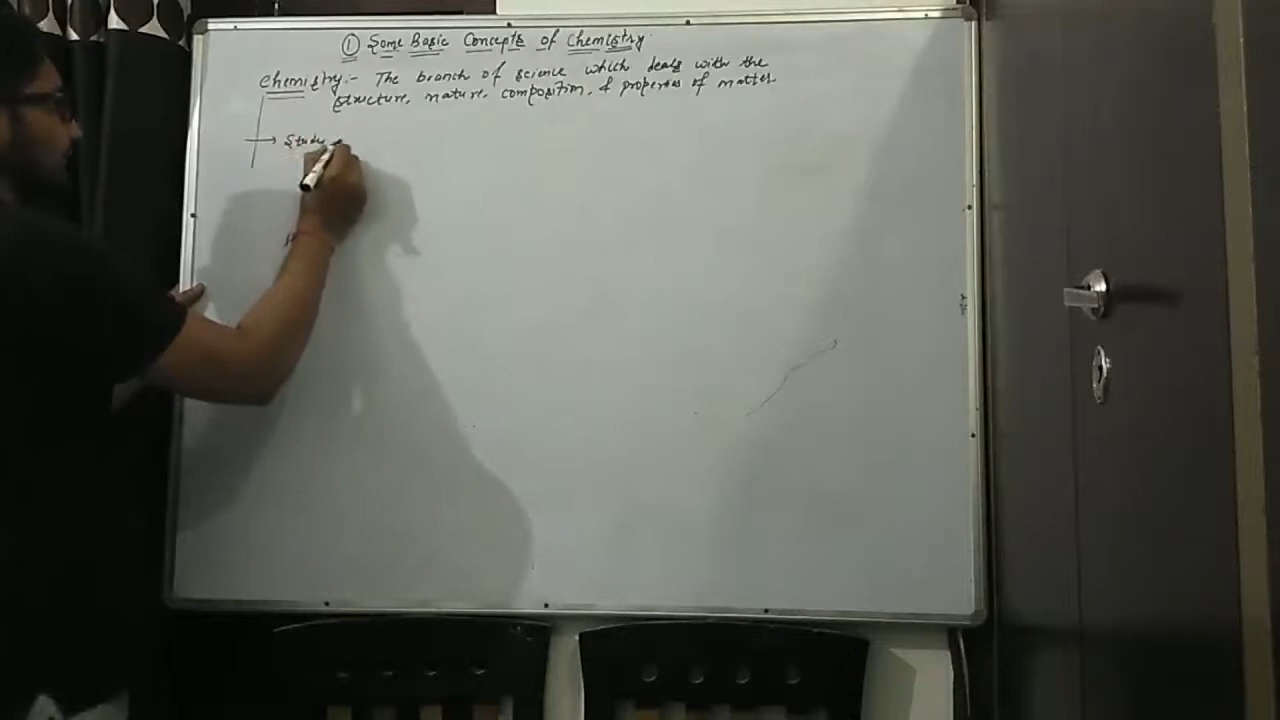 ① Some Basic Concepts of Chemistry
Chemistry:- The branch of science which deals with the
structure, nature, composition, & properties of matter.
→ Study